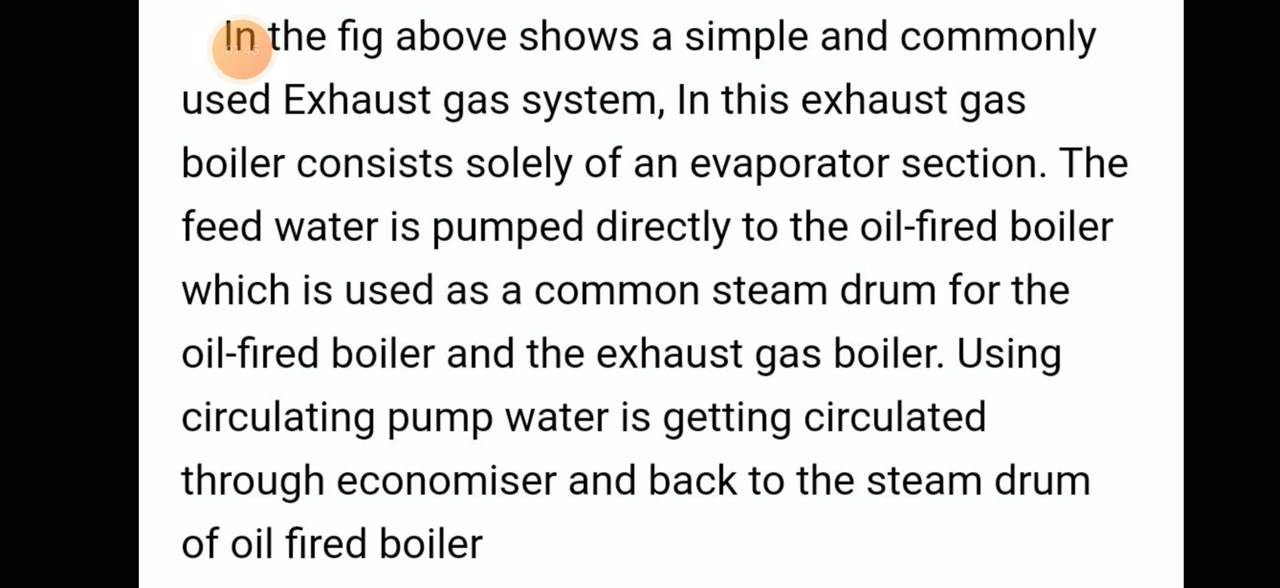 In the fig above shows a simple and commonly
used Exhaust gas system, In this exhaust gas
boiler consists solely of an evaporator section. The
feed water is pumped directly to the oil-fired boiler
which is used as a common steam drum for the
oil-fired boiler and the exhaust gas boiler. Using
circulating pump water is getting circulated
through economiser and back to the steam drum
of oil fired boiler